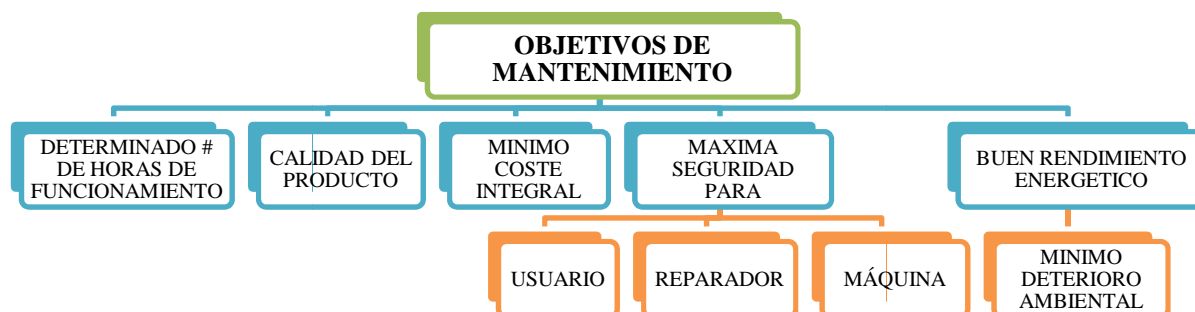 OBJETIVOS DE
MANTENIMIENTO
DETERMINADO #
DE HORAS DE
FUNCIONAMIENTO
CALIDAD DEL
PRODUCTO
MINIMO
COSTE
INTEGRAL
MAXIMA
SEGURIDAD
PARA
BUEN RENDIMIENTO
ENERGETICO
USUARIO
REPARADOR
MÁQUINA
MINIMO
DETERIORO
AMBIENTAL